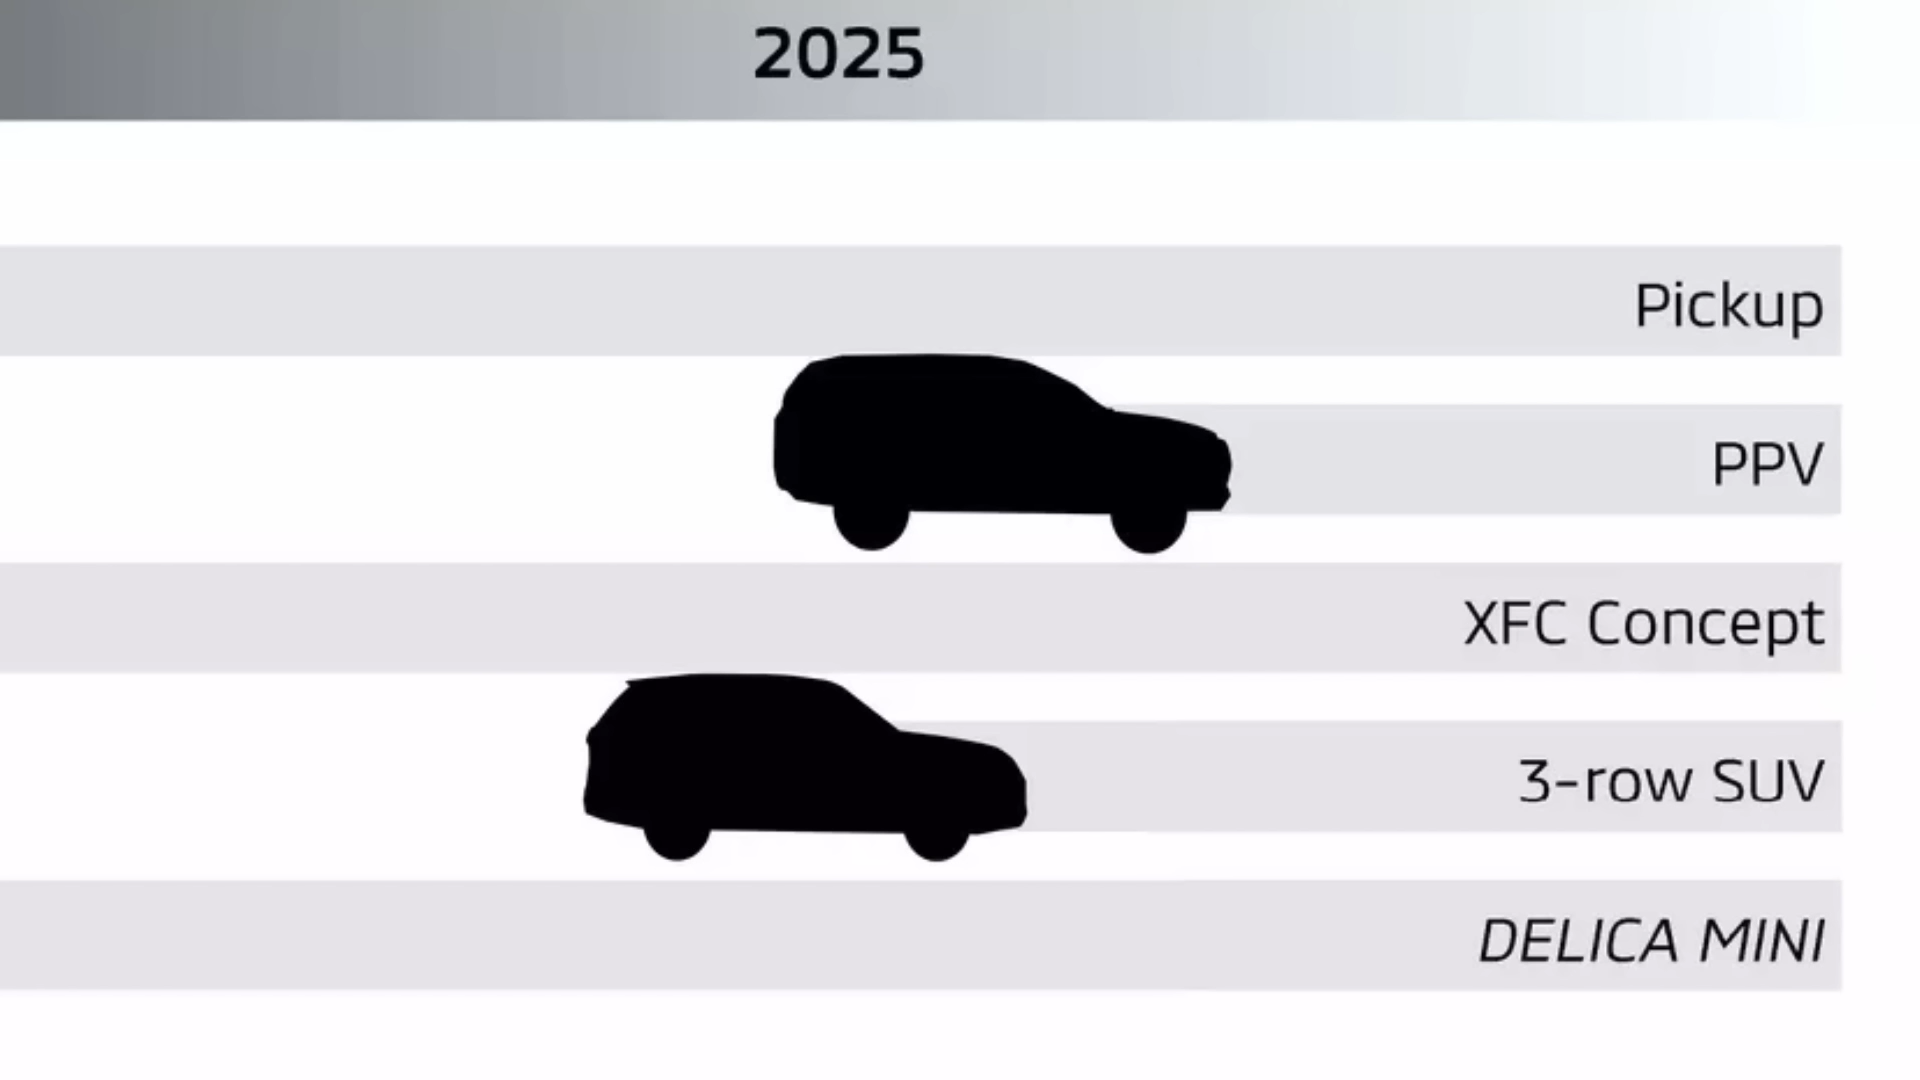 2025
Pickup
PPV
XFC Concept
3-row SUV
DELICA MINI